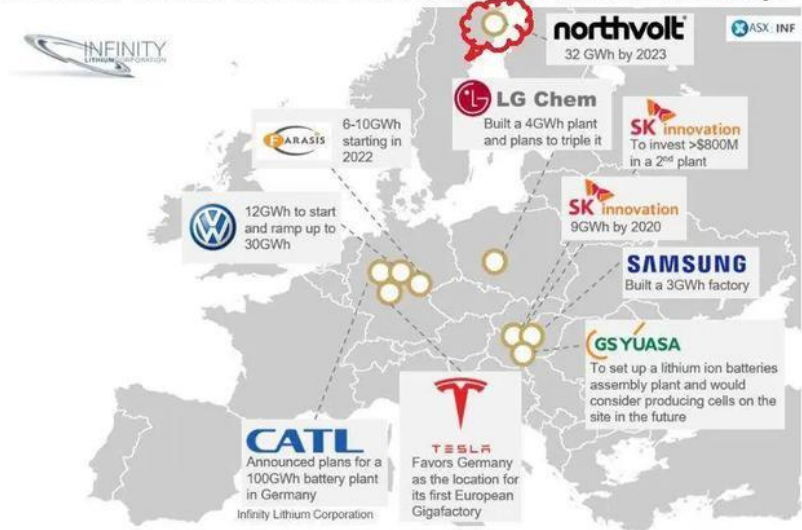 INFINITY
LITHIUM CORPORATION
northvolt
32 GWh by 2023
ASX: INF
LG Chem
Built a 4GWh plant
and plans to triple it
SK innovation
To invest >$800M
in a 2nd plant
FARASIS
6-10GWh
starting in
2022
SK innovation
9GWh by 2020
12GWh to start
and ramp up to
30GWh
SAMSUNG
Built a 3GWh factory
GS YUASA
To set up a lithium ion batteries
assembly plant and would
consider producing cells on the
site in the future
CATL
Announced plans for a
100GWh battery plant
in Germany
TESLA
Favors Germany
as the location for
its first European
Gigafactory
Infinity Lithium Corporation